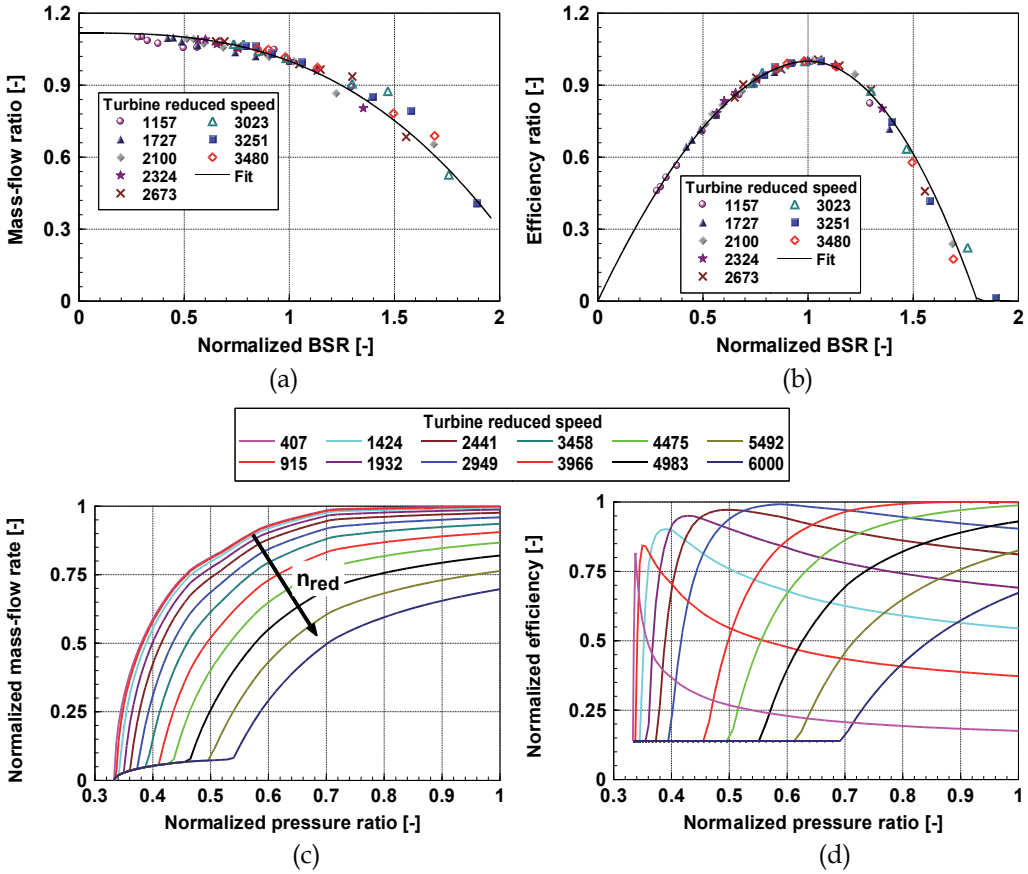 1.2
0.9
0.6
0.3
0
Mass-flow ratio [-]
Turbine reduced speed
1157 3023
1727 3251
2100 3480
2324 Fit
2673
0 0.5 1 1.5 2
Normalized BSR [-]
(a)
1.2
0.9
0.6
0.3
0
Efficiency ratio [-]
Turbine reduced speed
1157 3023
1727 3251
2100 3480
2324 Fit
2673
0 0.5 1 1.5 2
Normalized BSR [-]
(b)
Turbine reduced speed
407 1424 2441 3458 4475 5492
915 1932 2949 3966 4983 6000
1
0.75
0.5
0.25
0
Normalized mass-flow rate [-]
nred
0.3 0.4 0.5 0.6 0.7 0.8 0.9 1
Normalized pressure ratio [-]
(c)
1
0.75
0.5
0.25
0
Normalized efficiency [-]
0.3 0.4 0.5 0.6 0.7 0.8 0.9 1
Normalized pressure ratio [-]
(d)